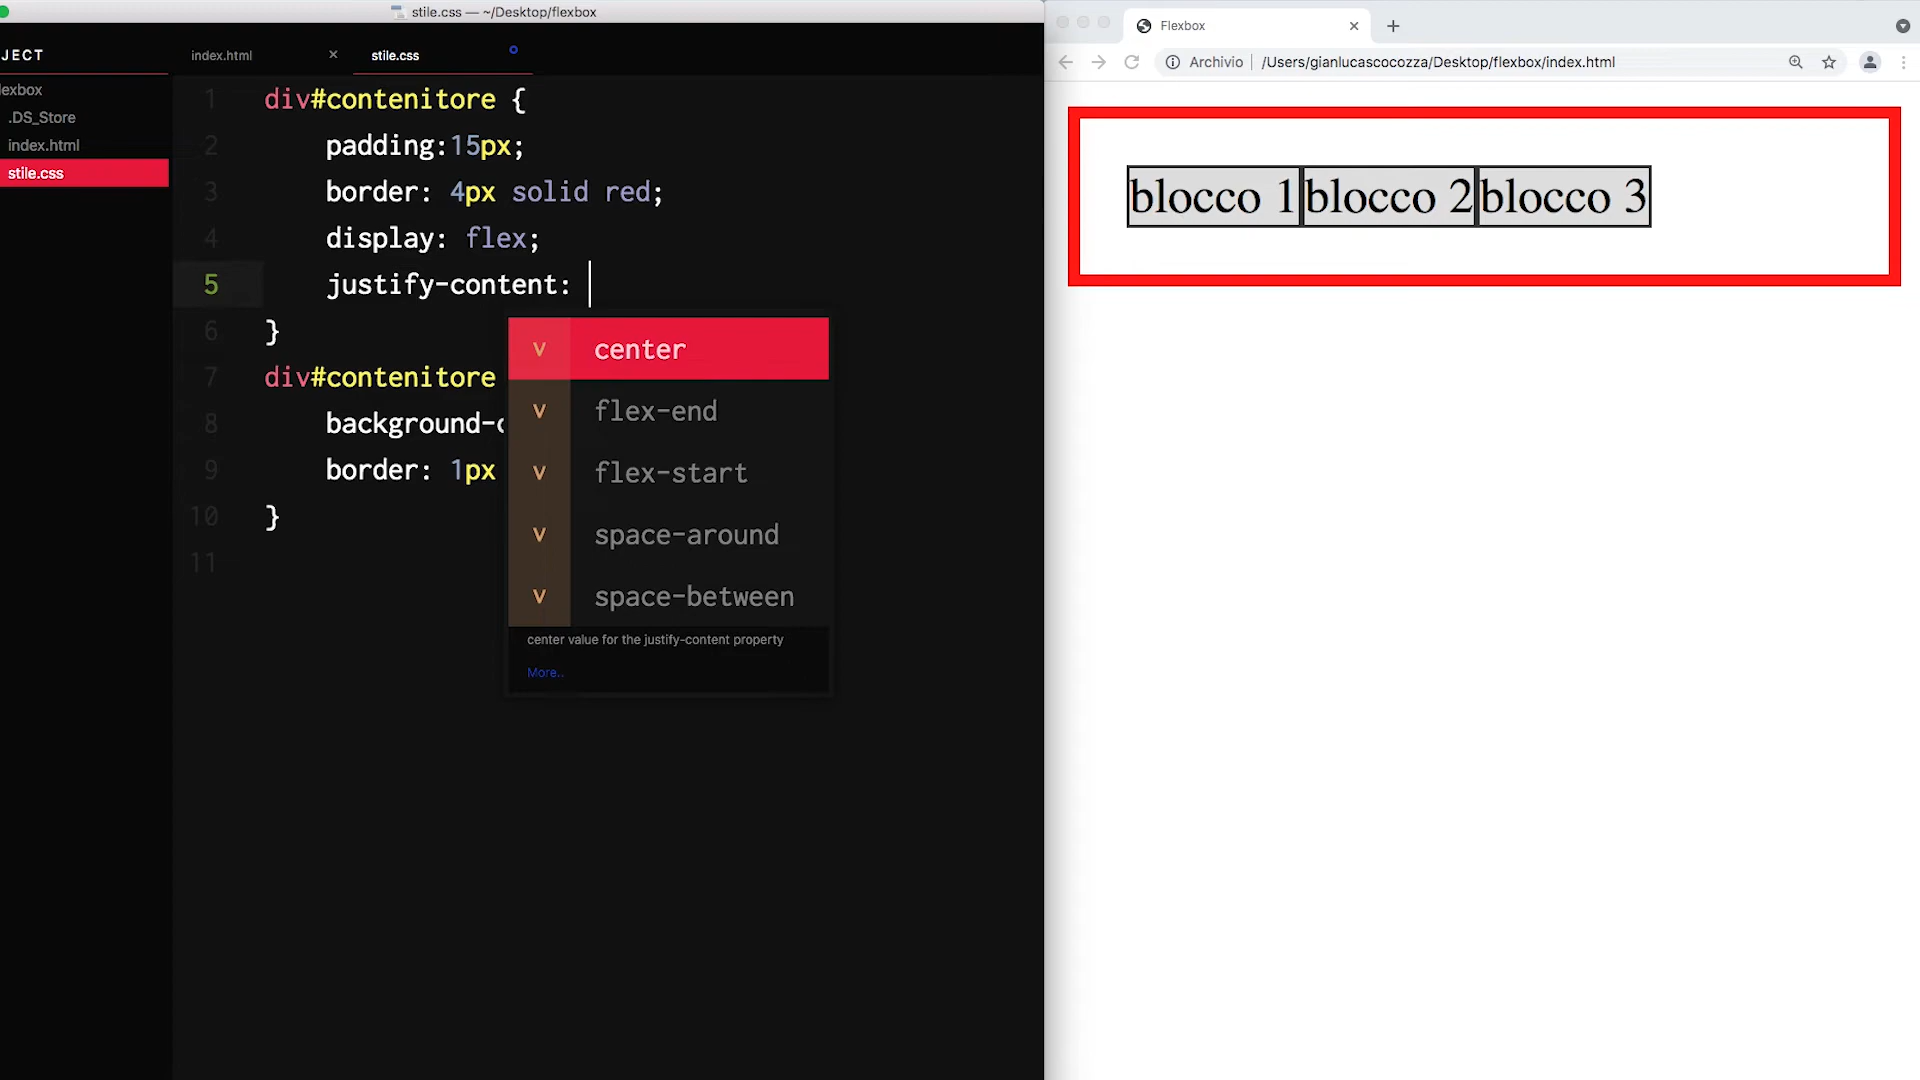 stile.css — ~/Desktop/flexbox
JECT
exbox
.DS_Store
index.html
stile.css
index.html
stile.css
1 div#contenitore {
2 padding:15px;
3 border: 4px solid red;
4 display: flex;
5 justify-content:
6 }
7 div#contenitore
8 background-c
9 border: 1px
10 }
11
v center
v flex-end
v flex-start
v space-around
v space-between
center value for the justify-content property
More..
Flexbox
Archivio /Users/gianlucascocozza/Desktop/flexbox/index.html
blocco 1 blocco 2 blocco 3